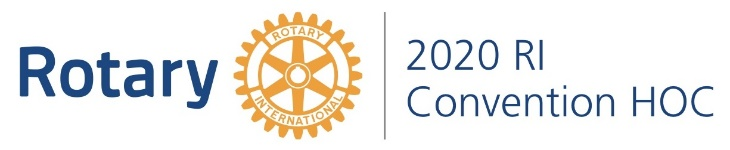 Rotary
ROTARY
INTERNATIONAL
2020 RI
Convention HOC